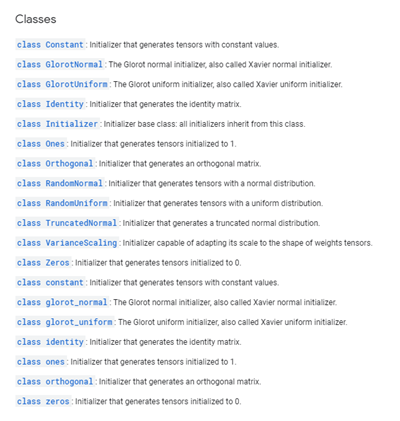 Classes
class Constant: Initializer that generates tensors with constant values.
class GlorotNormal: The Glorot normal initializer, also called Xavier normal initializer.
class GlorotUniform: The Glorot uniform initializer, also called Xavier uniform initializer.
class Identity: Initializer that generates the identity matrix.
class Initializer: Initializer base class: all initializers inherit from this class.
class Ones: Initializer that generates tensors initialized to 1.
class Orthogonal: Initializer that generates an orthogonal matrix.
class RandomNormal: Initializer that generates tensors with a normal distribution.
class RandomUniform: Initializer that generates tensors with a uniform distribution.
class TruncatedNormal: Initializer that generates a truncated normal distribution.
class VarianceScaling: Initializer capable of adapting its scale to the shape of weights tensors.
class Zeros: Initializer that generates tensors initialized to 0.
class constant: Initializer that generates tensors with constant values.
class glorot_normal: The Glorot normal initializer, also called Xavier normal initializer.
class glorot_uniform: The Glorot uniform initializer, also called Xavier uniform initializer.
class identity: Initializer that generates the identity matrix.
class ones: Initializer that generates tensors initialized to 1.
class orthogonal: Initializer that generates an orthogonal matrix.
class zeros: Initializer that generates tensors initialized to 0.